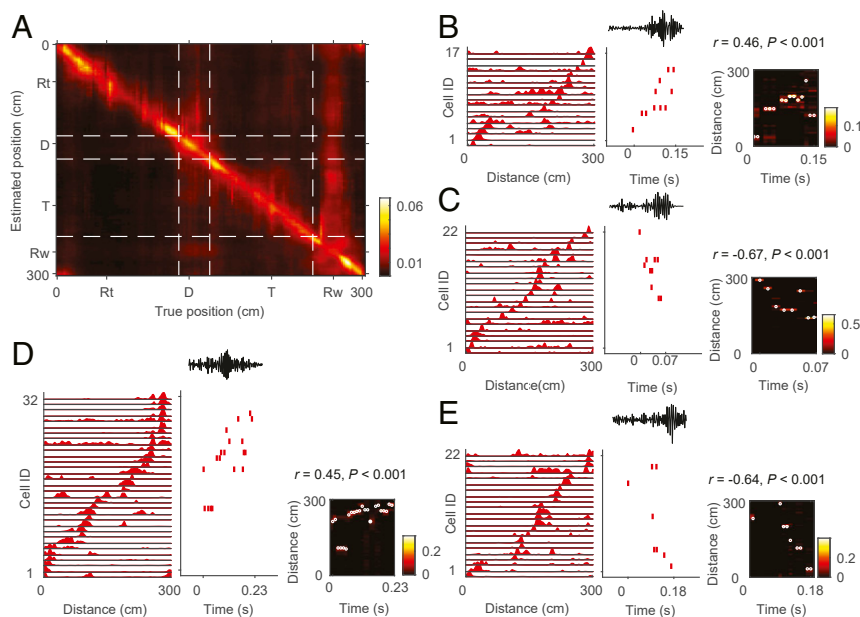 A
0
Rt
D
T
Rw
300
Estimated position (cm)
0 Rt D T Rw 300
True position (cm)
0.06
0.01
B
17
Cell ID
1
0 300
Distance (cm)
0 0.15
Time (s)
r = 0.46, P < 0.001
300
Distance (cm)
0
0 0.15
Time (s)
0.1
0
C
22
Cell ID
1
0 300
Distance(cm)
0 0.07
Time (s)
r = -0.67, P < 0.001
300
Distance (cm)
0
0 0.07
Time (s)
0.5
0
D
32
Cell ID
1
0 300
Distance (cm)
0 0.23
Time (s)
r = 0.45, P < 0.001
300
Distance (cm)
0
0 0.23
Time (s)
0.2
0
E
22
Cell ID
1
0 300
Distance (cm)
0 0.18
Time (s)
r = -0.64, P < 0.001
300
Distance (cm)
0
0 0.18
Time (s)
0.2
0